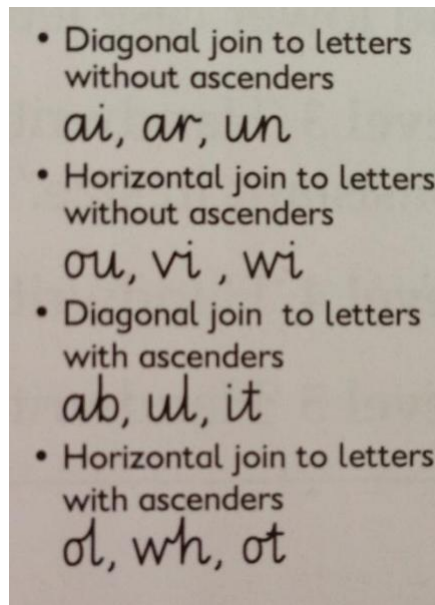 • Diagonal join to letters
without ascenders
ai, ar, un
• Horizontal join to letters
without ascenders
ou, vi , wi
• Diagonal join to letters
with ascenders
ab, ul, it
• Horizontal join to letters
with ascenders
ol, wh, ot